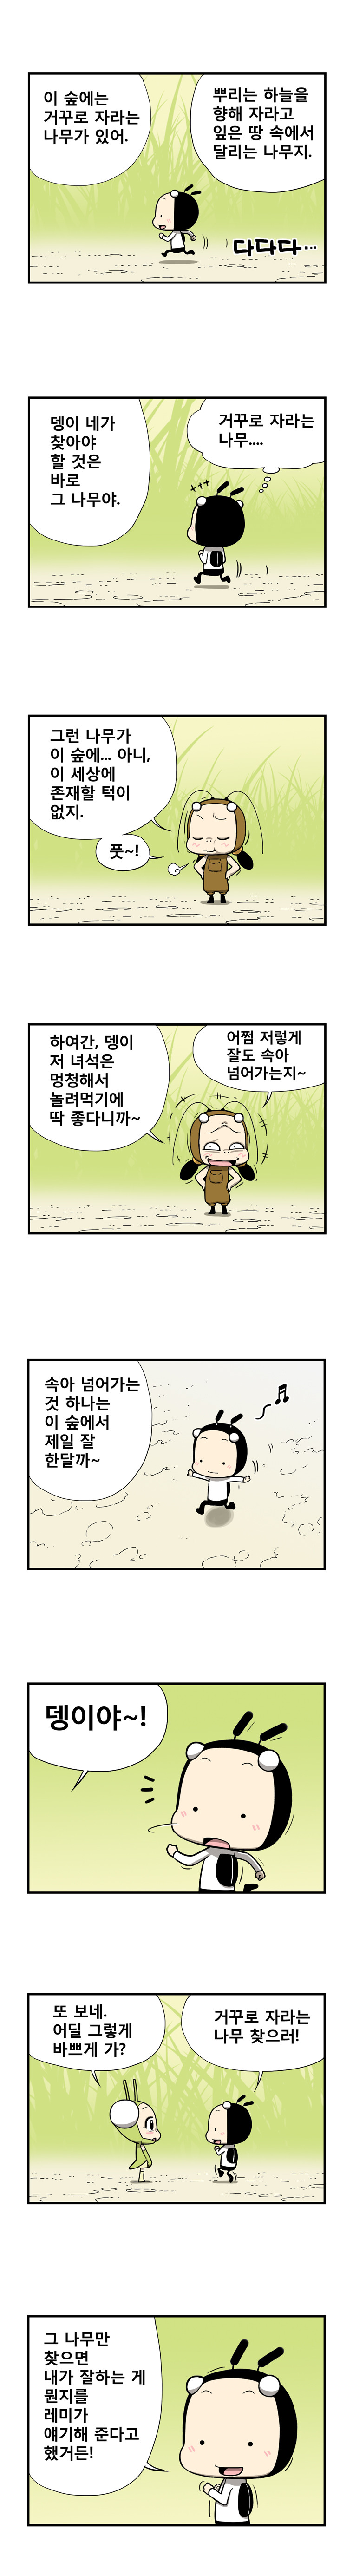 이 숲에는
거꾸로 자라는
나무가 있어.
뿌리는 하늘을
향해 자라고
잎은 땅 속에서
달리는 나무지.
다다다...
뎅이 네가
찾아야
할 것은
바로
그 나무야.
거꾸로 자라는
나무....
그런 나무가
이 숲에... 아니,
이 세상에
존재할 턱이
없지.
풋~!
하여간, 뎅이
저 녀석은
멍청해서
놀려먹기에
딱 좋다니까~
어쩜 저렇게
잘도 속아
넘어가는지~
속아 넘어가는
것 하나는
이 숲에서
제일 잘
한달까~
뎅이야~!
또 보네.
어딜 그렇게
바쁘게 가?
거꾸로 자라는
나무 찾으러!
그 나무만
찾으면
내가 잘하는 게
뭔지를
레미가
얘기해 준다고
했거든!